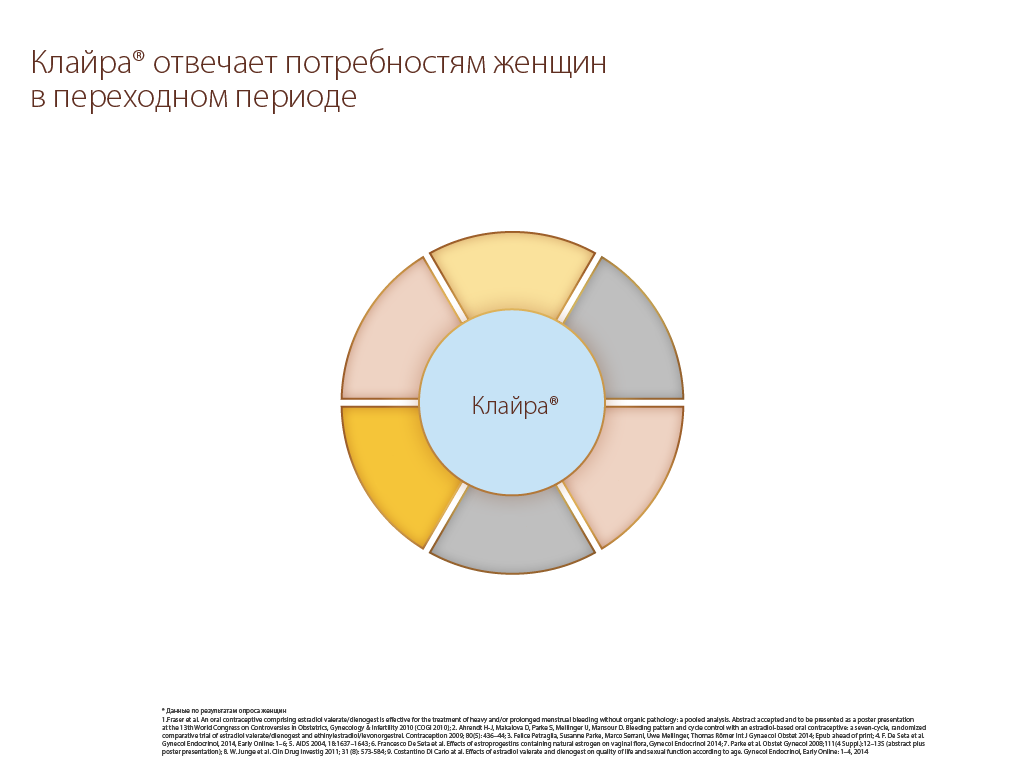 Клайра® отвечает потребностям женщин
в переходном периоде
Клайра®
* Данные по результатам опроса женщин
1.Fraser et al. An oral contraceptive comprising estradiol valerate/dienogest is effective for the treatment of heavy and/or prolonged menstrual bleeding without organic pathology: a pooled analysis. Abstract accepted and to be presented as a poster presentation
at the 13th World Congress on Controversies in Obstetrics, Gynecology & Infertility 2010 (COGI 2010); 2. Ahrendt H-J, Makalova D, Parke S, Mellinger U, Mansour D. Bleeding pattern and cycle control with an estradiol-based oral contraceptive: a seven-cycle, randomized
comparative trial of estradiol valerate/dienogest and ethinylestradiol/levonorgestrel. Contraception 2009; 80(5): 436–44; 3. Felice Petraglia, Susanne Parke, Marco Serrani, Uwe Mellinger, Thomas Römer Int J Gynaecol Obstet 2014; Epub ahead of print; 4. F. De Seta et al.
Gynecol Endocrinol, 2014, Early Online: 1–6; 5. AIDS 2004, 18:1637–1643; 6. Francesco De Seta et al. Effects of estroprogestins containing natural estrogen on vaginal flora, Gynecol Endocrinol 2014; 7. Parke et al. Obstet Gynecol 2008;111(4 Suppl.):12–13S (abstract plus
poster presentation); 8. W. Junge et al. Clin Drug Investig 2011; 31 (8): 573-584; 9. Costantino Di Carlo at al. Effects of estradiol valerate and dienogest on quality of life and sexual function according to age. Gynecol Endocrinol, Early Online: 1–4, 2014